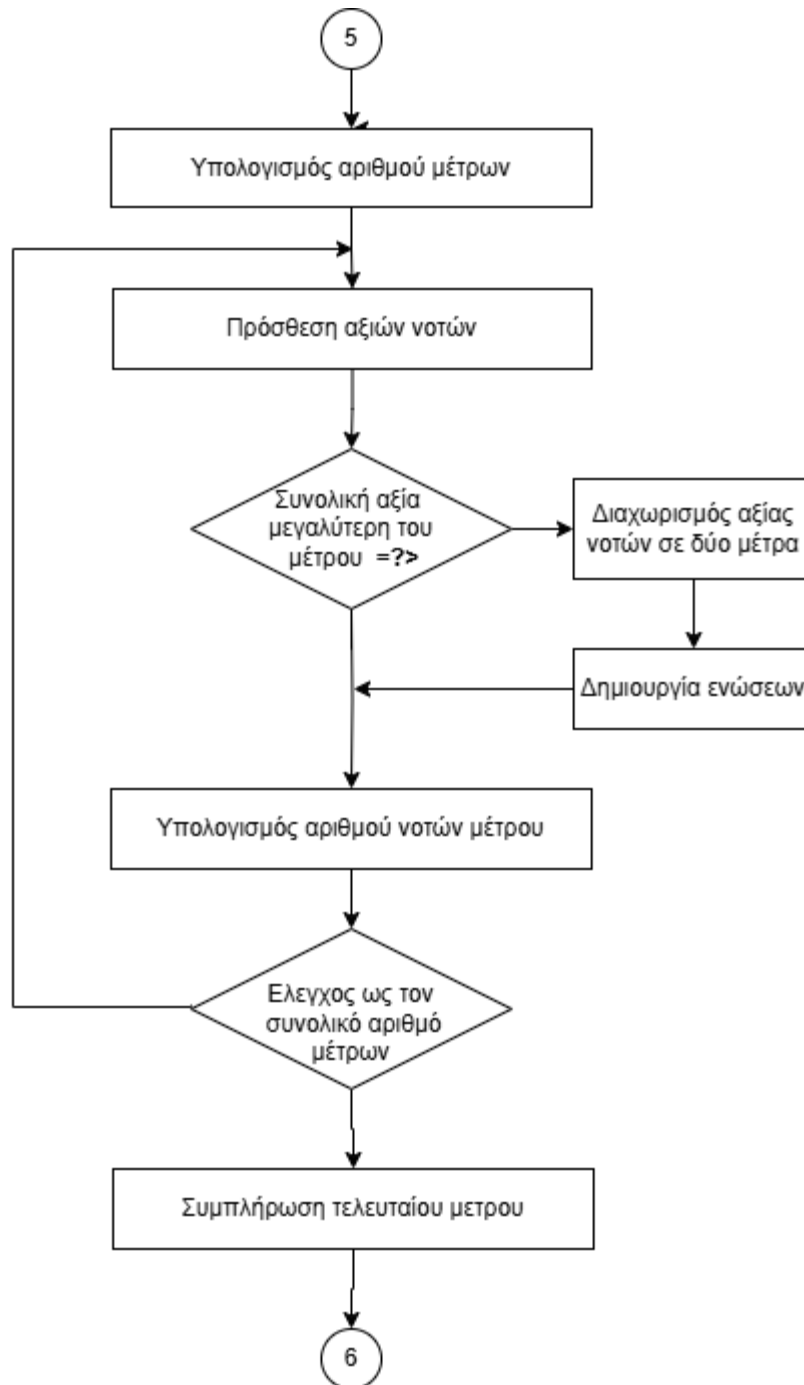 5
Υπολογισμός αριθμού μέτρων
Πρόσθεση αξιών νοτών
Συνολική αξία
μεγαλύτερη του
μέτρου =?>
Διαχωρισμός αξίας
νοτών σε δύο μέτρα
Δημιουργία ενώσεων
Υπολογισμός αριθμού νοτών μέτρου
Ελεγχος ως τον
συνολικό αριθμό
μέτρων
Συμπλήρωση τελευταίου μετρου
6